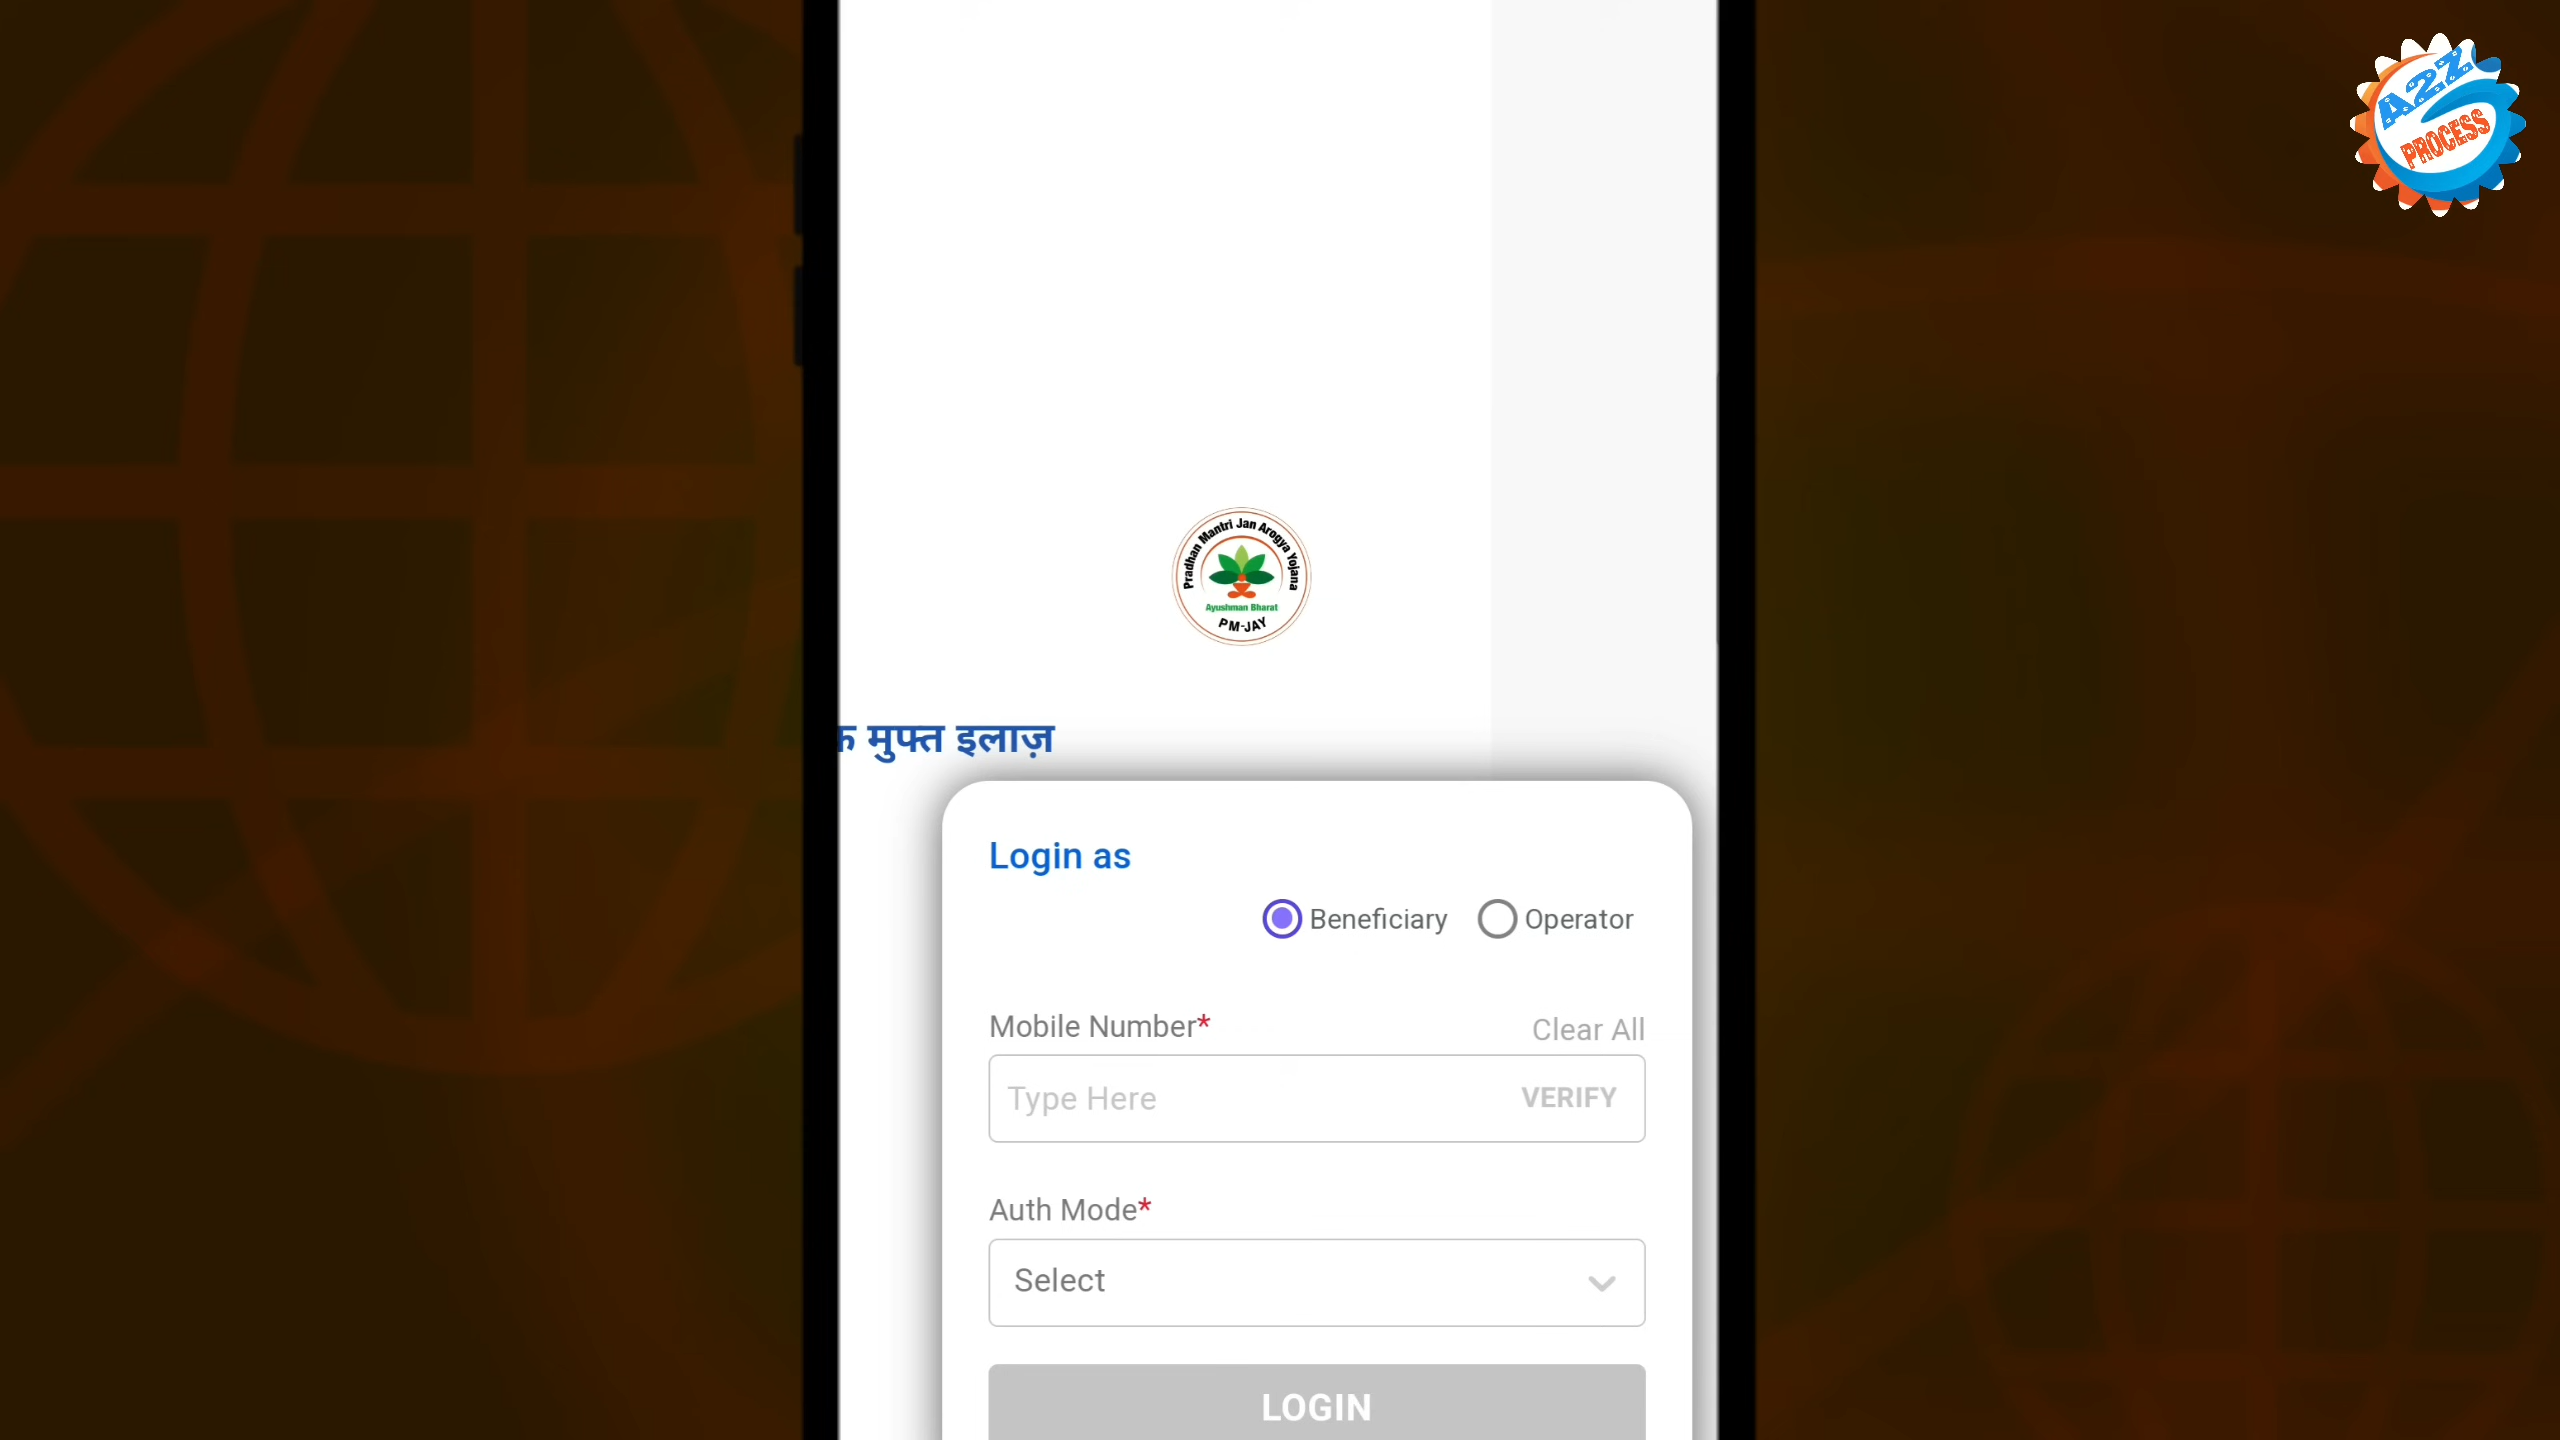 A2Z
PROCESS
Pradhan Mantri Jan Arogya Yojana
Ayushman Bharat
PM-JAY
मुफ्त इलाज़
Login as
Beneficiary
Operator
Mobile Number*
Clear All
Type Here
VERIFY
Auth Mode*
Select
LOGIN